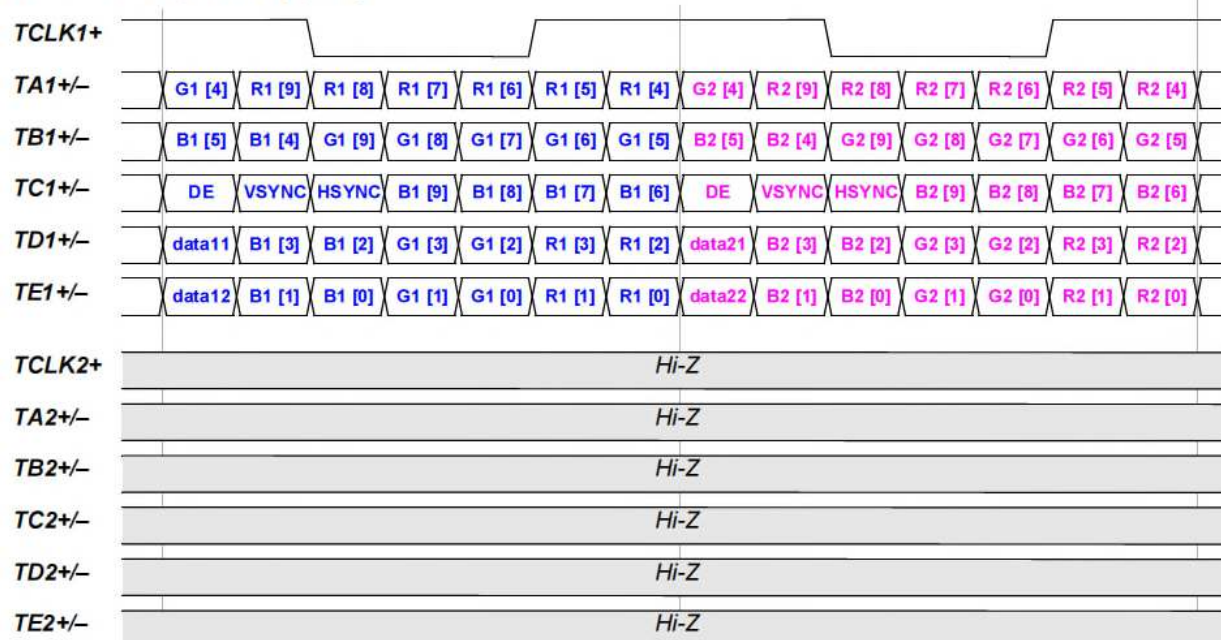 TCLK1+
TA1+/– G1 [4] R1 [9] R1 [8] R1 [7] R1 [6] R1 [5] R1 [4] G2 [4] R2 [9] R2 [8] R2 [7] R2 [6] R2 [5] R2 [4]
TB1+/– B1 [5] B1 [4] G1 [9] G1 [8] G1 [7] G1 [6] G1 [5] B2 [5] B2 [4] G2 [9] G2 [8] G2 [7] G2 [6] G2 [5]
TC1+/– DE VSYNC HSYNC B1 [9] B1 [8] B1 [7] B1 [6] DE VSYNC HSYNC B2 [9] B2 [8] B2 [7] B2 [6]
TD1+/– data11 B1 [3] B1 [2] G1 [3] G1 [2] R1 [3] R1 [2] data21 B2 [3] B2 [2] G2 [3] G2 [2] R2 [3] R2 [2]
TE1+/– data12 B1 [1] B1 [0] G1 [1] G1 [0] R1 [1] R1 [0] data22 B2 [1] B2 [0] G2 [1] G2 [0] R2 [1] R2 [0]
TCLK2+ Hi-Z
TA2+/– Hi-Z
TB2+/– Hi-Z
TC2+/– Hi-Z
TD2+/– Hi-Z
TE2+/– Hi-Z